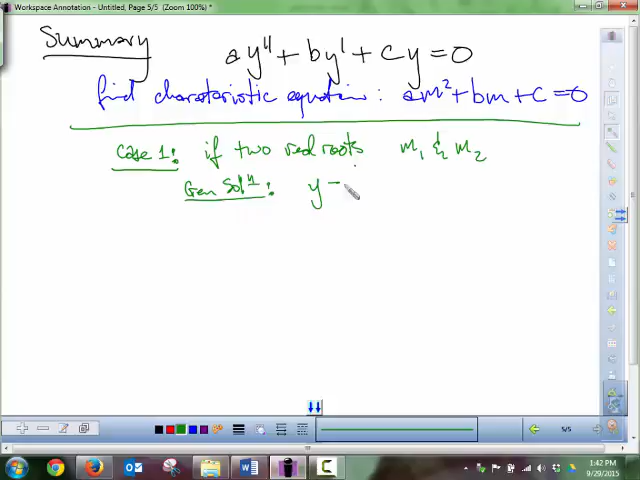 Workspace Annotation - Untitled, Page 5/5 (Zoom 100%) *
Summary ay" + by' + cy = 0
find charateristic equation: am² + bm + c = 0
Case 1: if two real roots m₁ & m₂
Gen Sol'n: y =
5/5
1:42 PM
9/29/2015